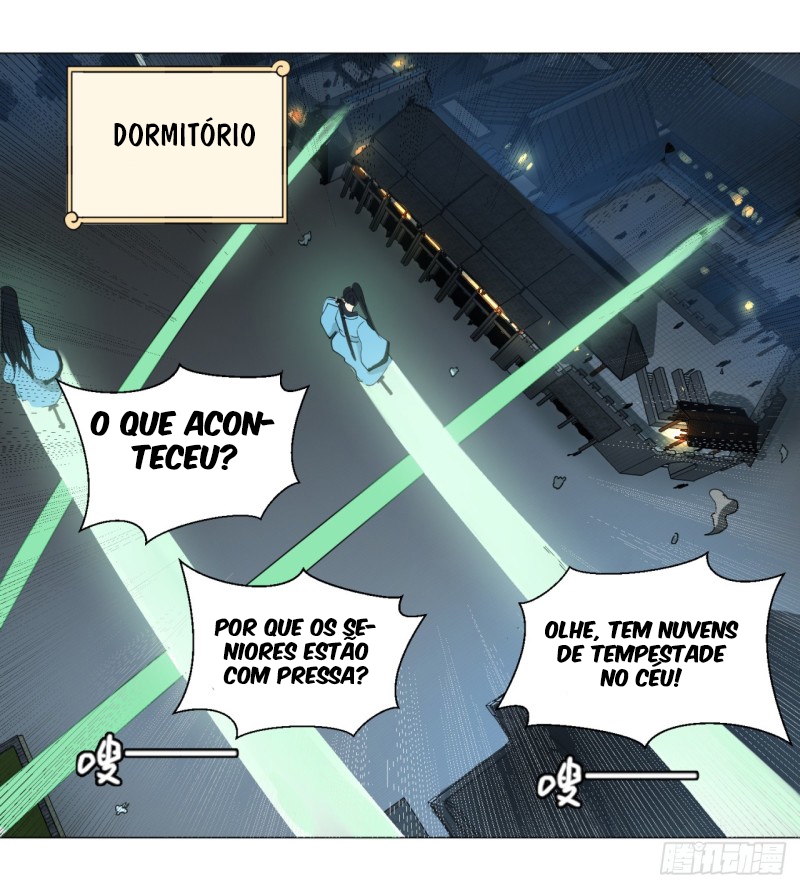 DORMITÓRIO
O QUE ACON-
TECEU?
POR QUE OS SE-
NIORES ESTÃO
COM PRESSA?
OLHE, TEM NUVENS
DE TEMPESTADE
NO CÉU!
嗖
嗖
腾讯动漫